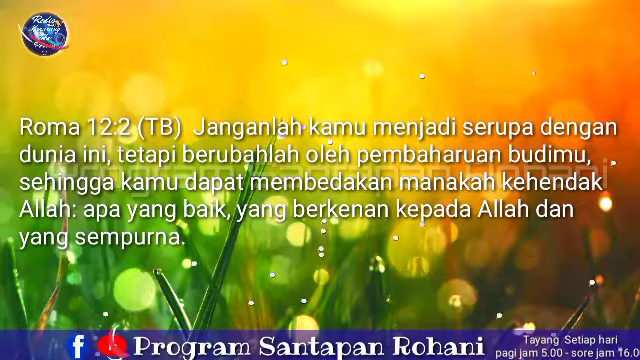 Roma 12:2 (TB)  Janganlah kamu menjadi serupa dengan
dunia ini, tetapi berubahlah oleh pembaharuan budimu,
sehingga kamu dapat membedakan manakah kehendak
Allah: apa yang baik, yang berkenan kepada Allah dan
yang sempurna.
Program Santapan Rohani
Tayang Setiap hari
pagi jam 5.00 - sore jam 16.0